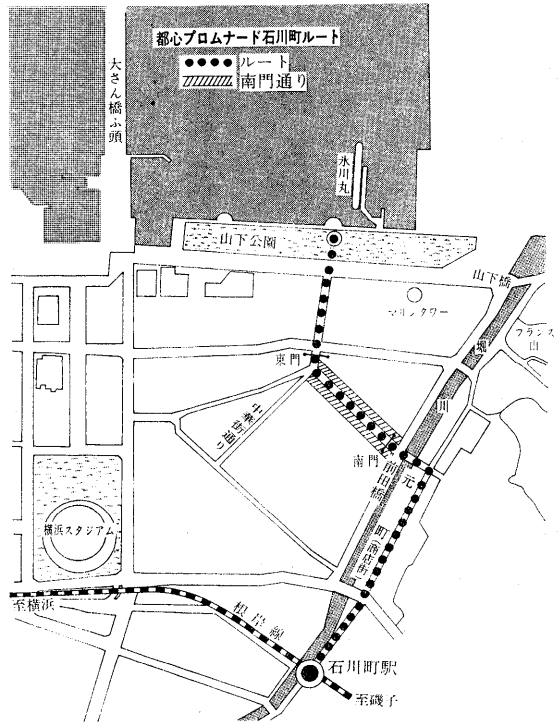 都心プロムナード石川町ルート
ルート
南門通り
大さん橋ふ頭
氷川丸
山下公園
山下橋
マリンタワー
フランス山
堀川
東門
中華街通り
南門
前田橋
元町(商店街)
横浜スタジアム
至横浜
根岸線
石川町駅
至磯子